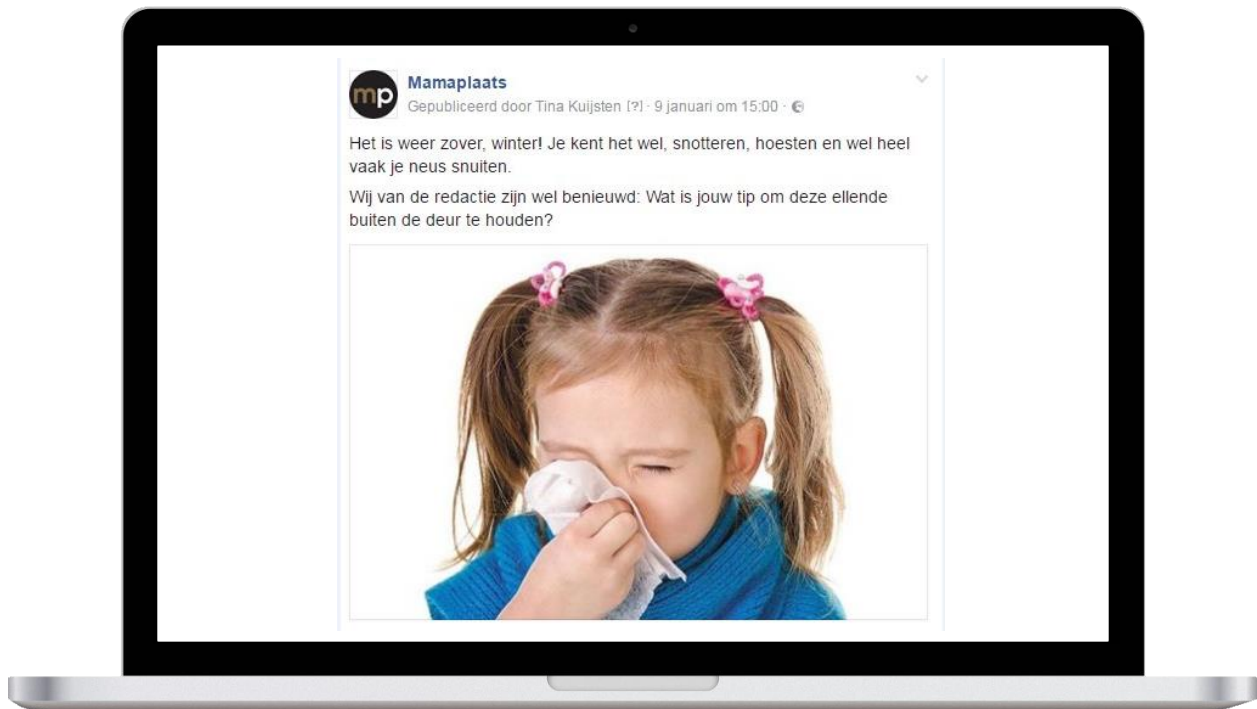 mp
Mamaplaats
Gepubliceerd door Tina Kuijsten [?] · 9 januari om 15:00 ·
Het is weer zover, winter! Je kent het wel, snotteren, hoesten en wel heel
vaak je neus snuiten.
Wij van de redactie zijn wel benieuwd: Wat is jouw tip om deze ellende
buiten de deur te houden?